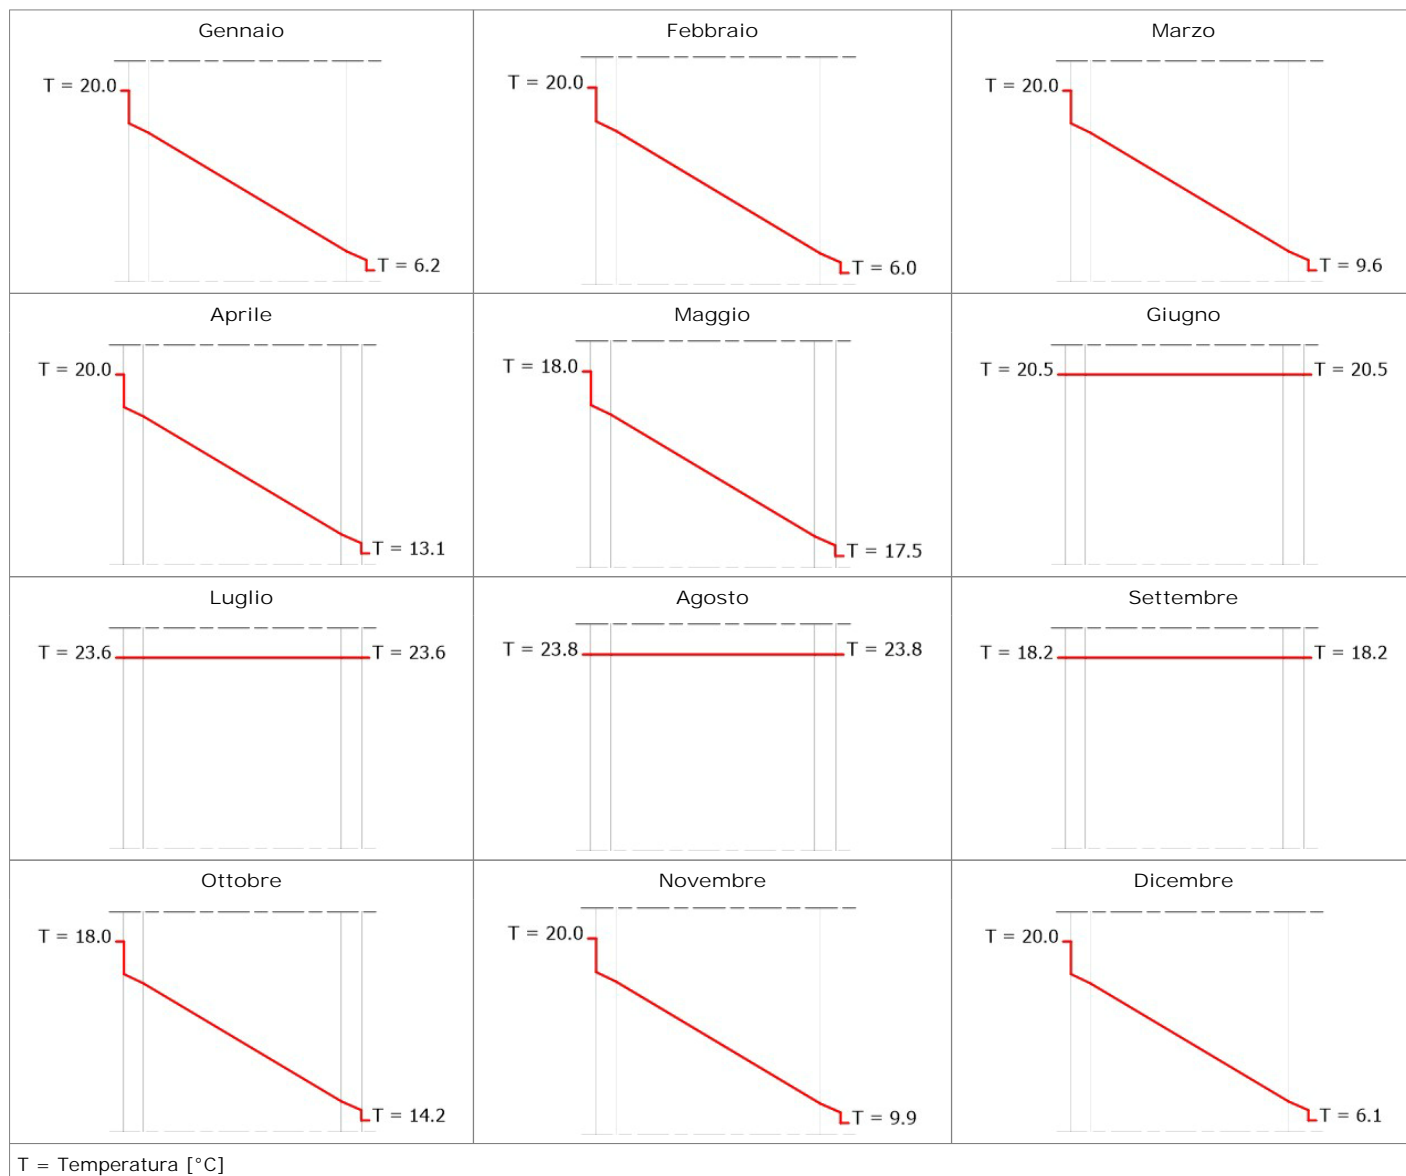 Gennaio
T = 20.0
T = 6.2
Febbraio
T = 20.0
T = 6.0
Marzo
T = 20.0
T = 9.6
Aprile
T = 20.0
T = 13.1
Maggio
T = 18.0
T = 17.5
Giugno
T = 20.5
T = 20.5
Luglio
T = 23.6
T = 23.6
Agosto
T = 23.8
T = 23.8
Settembre
T = 18.2
T = 18.2
Ottobre
T = 18.0
T = 14.2
Novembre
T = 20.0
T = 9.9
Dicembre
T = 20.0
T = 6.1
T = Temperatura [°C]